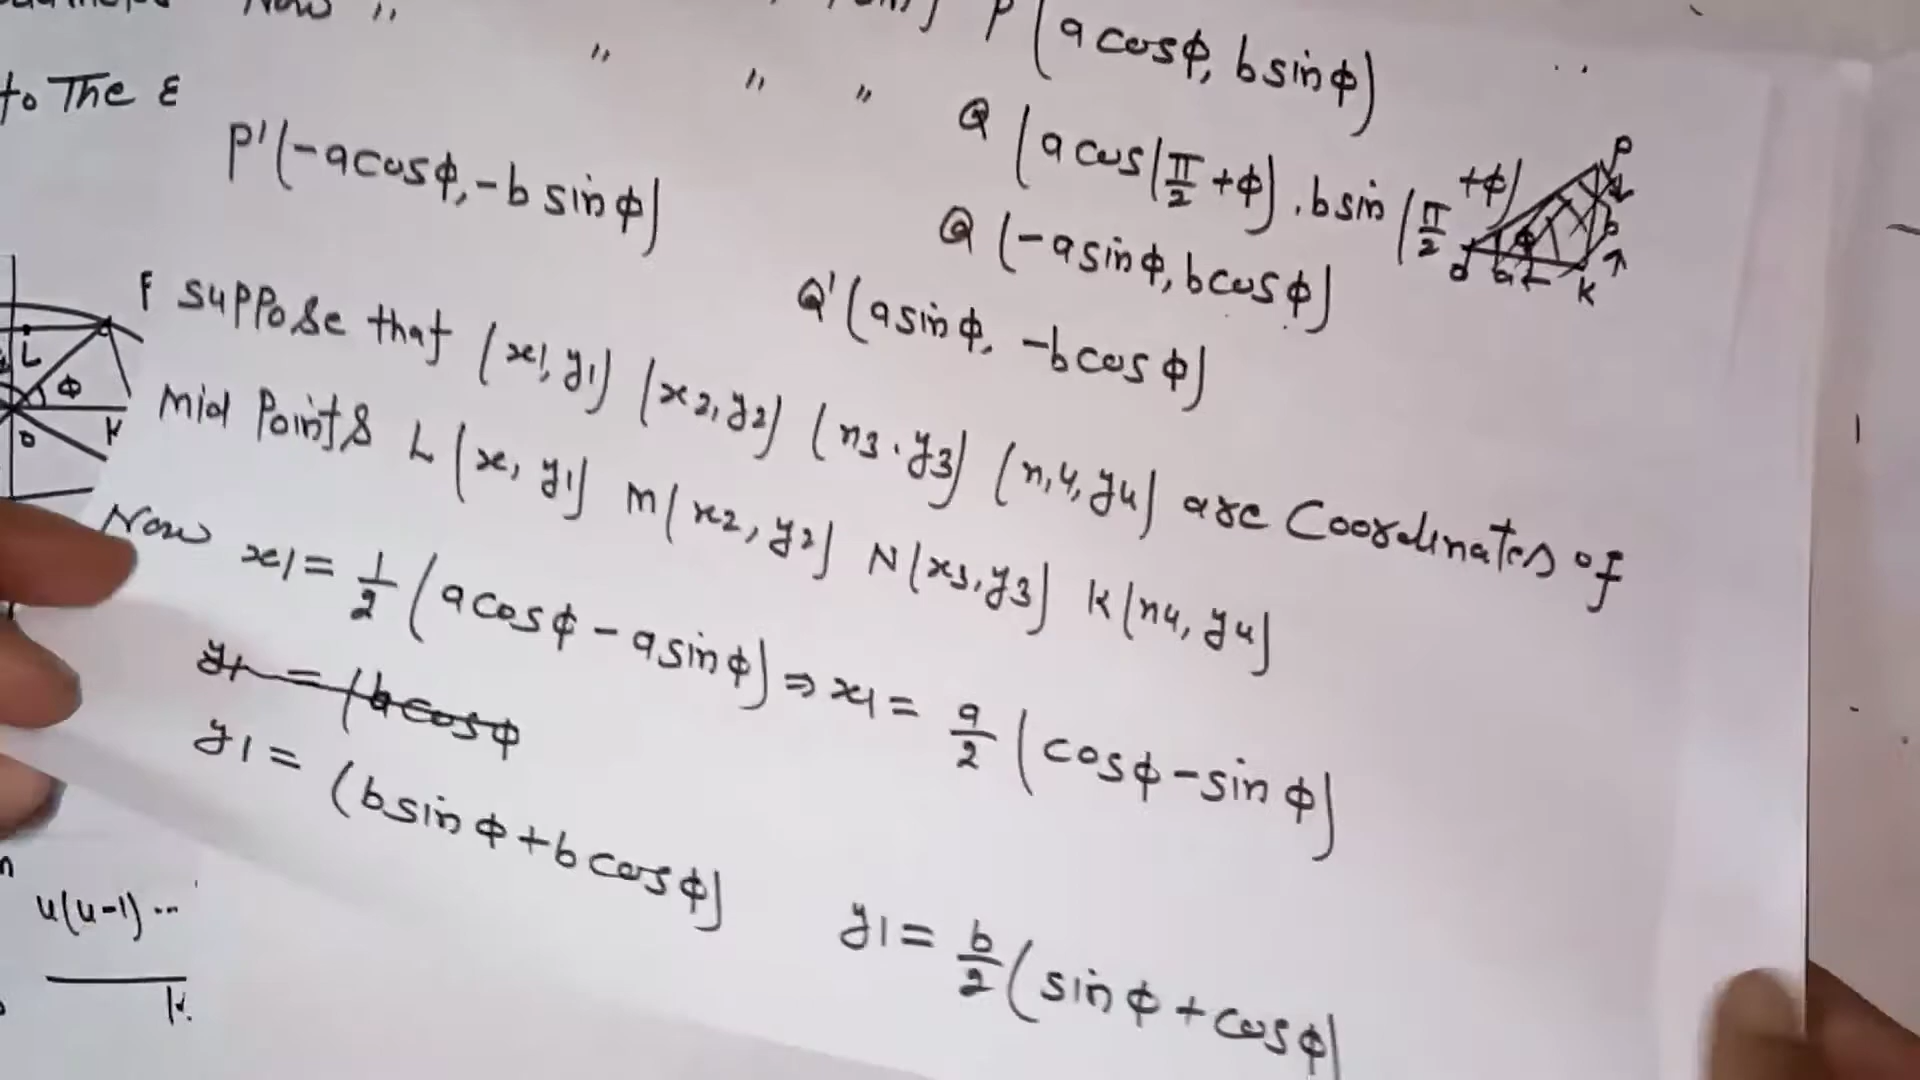 Now "
P (a cosϕ, b sinϕ)
to The ε " " " Q (a cos(π/2 +ϕ), b sin (π/2 +ϕ)
P'(-a cosϕ, -b sinϕ) Q (-a sinϕ, b cosϕ)
Q' (a sinϕ, -b cosϕ)
suppose that (x1, y1) (x2, y2) (x3, y3) (x,4, y4) are Coordinates of
Mid Points L (x, y1) M (x2, y2) N (x3, y3) K (x4, y4)
Now x1 = 1/2 (a cosϕ - a sinϕ) ⇒ x1 = a/2 (cosϕ - sinϕ)
y1 = (b cosϕ
y1 = (b sinϕ + b cosϕ) y1 = b/2 (sinϕ + cosϕ)
P
b
K
L
ϕ
o
K
u(u-1) ...
k.